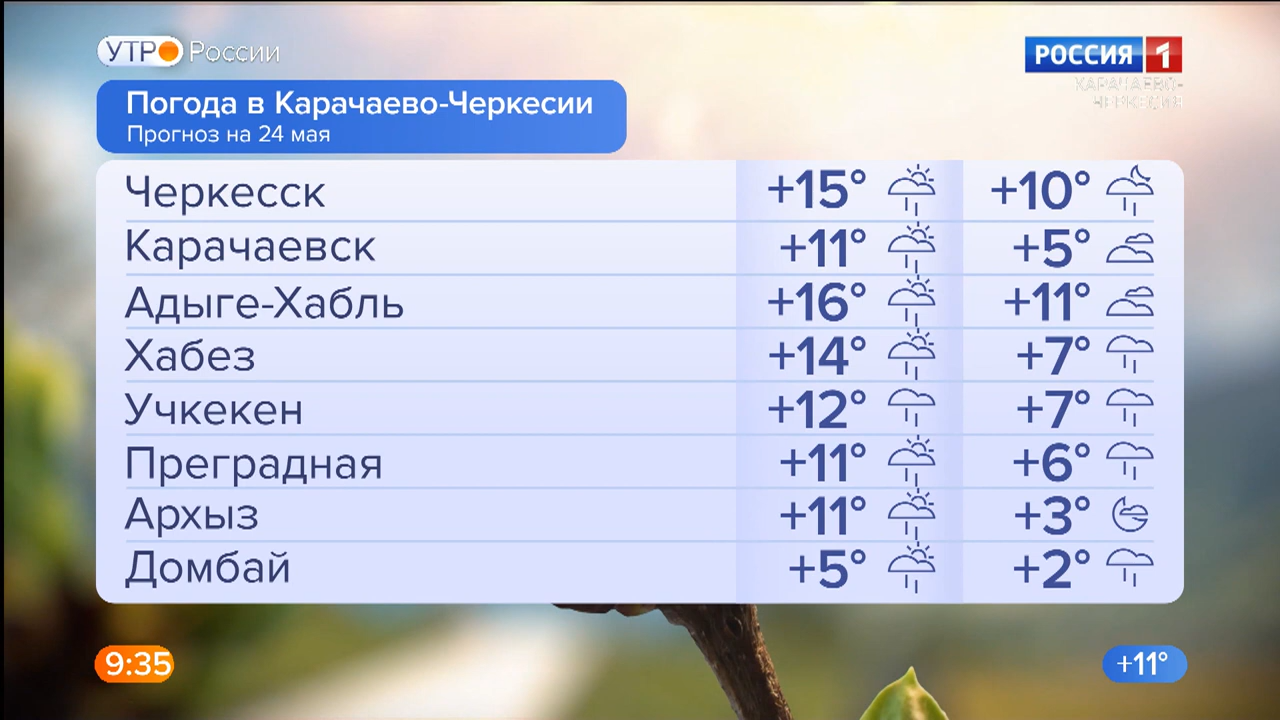 УТРО России
РОССИЯ 1
КАРАЧАЕВО-
ЧЕРКЕСИЯ
Погода в Карачаево-Черкесии
Прогноз на 24 мая
Черкесск +15° +10°
Карачаевск +11° +5°
Адыге-Хабль +16° +11°
Хабез +14° +7°
Учкекен +12° +7°
Преградная +11° +6°
Архыз +11° +3°
Домбай +5° +2°
9:35 +11°